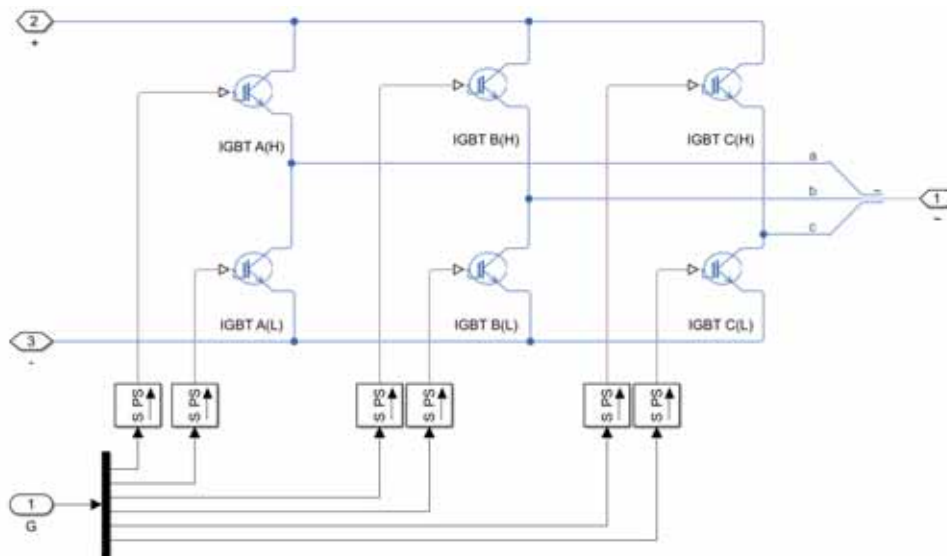 2
+
IGBT A(H)
IGBT B(H)
IGBT C(H)
a
b
c
1
~
IGBT A(L)
IGBT B(L)
IGBT C(L)
3
-
S PS
S PS
S PS
S PS
S PS
S PS
1
G